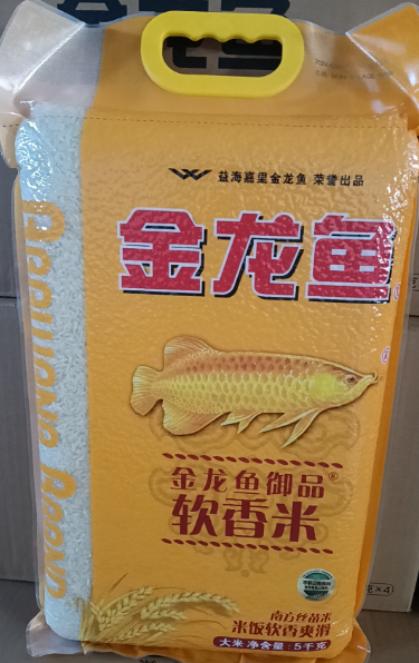 益海嘉里金龙鱼 荣誉出品
金龙鱼
金龙鱼御品®
软香米
南方丝苗米
米饭软香爽滑
大米 净含量:5千克